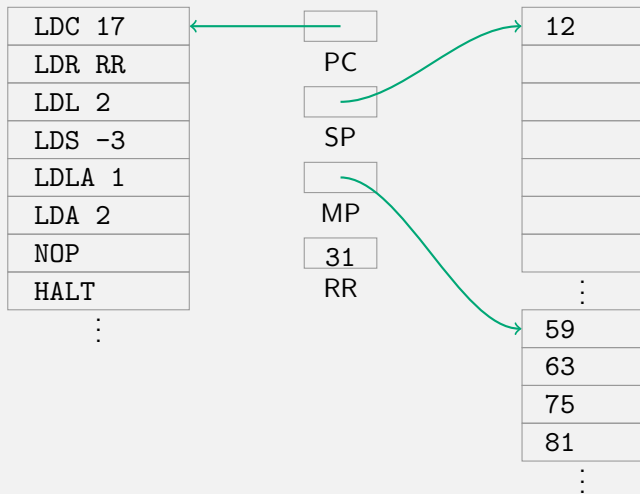 LDC 17
LDR RR
LDL 2
LDS -3
LDLA 1
LDA 2
NOP
HALT
⋮
PC
SP
MP
31
RR
12
⋮
59
63
75
81
⋮